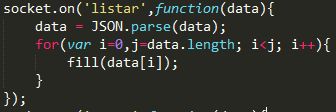 socket.on('listar',function(data){
    data = JSON.parse(data);
    for(var i=0,j=data.length; i<j; i++){
        fill(data[i]);
    }
});